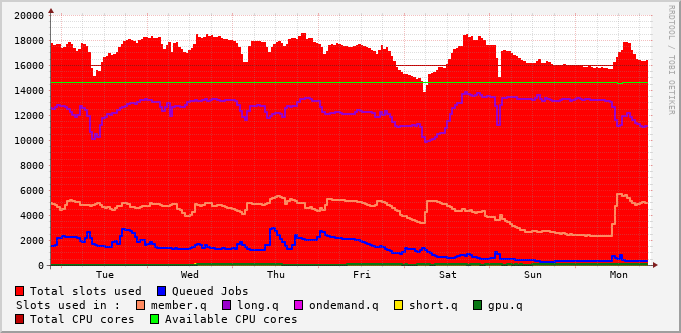 20000
18000
16000
14000
12000
10000
8000
6000
4000
2000
0
Tue Wed Thu Fri Sat Sun Mon
RRDTOOL / TOBI OETIKER
Total slots used Queued Jobs
Slots used in : member.q long.q ondemand.q short.q gpu.q
Total CPU cores Available CPU cores